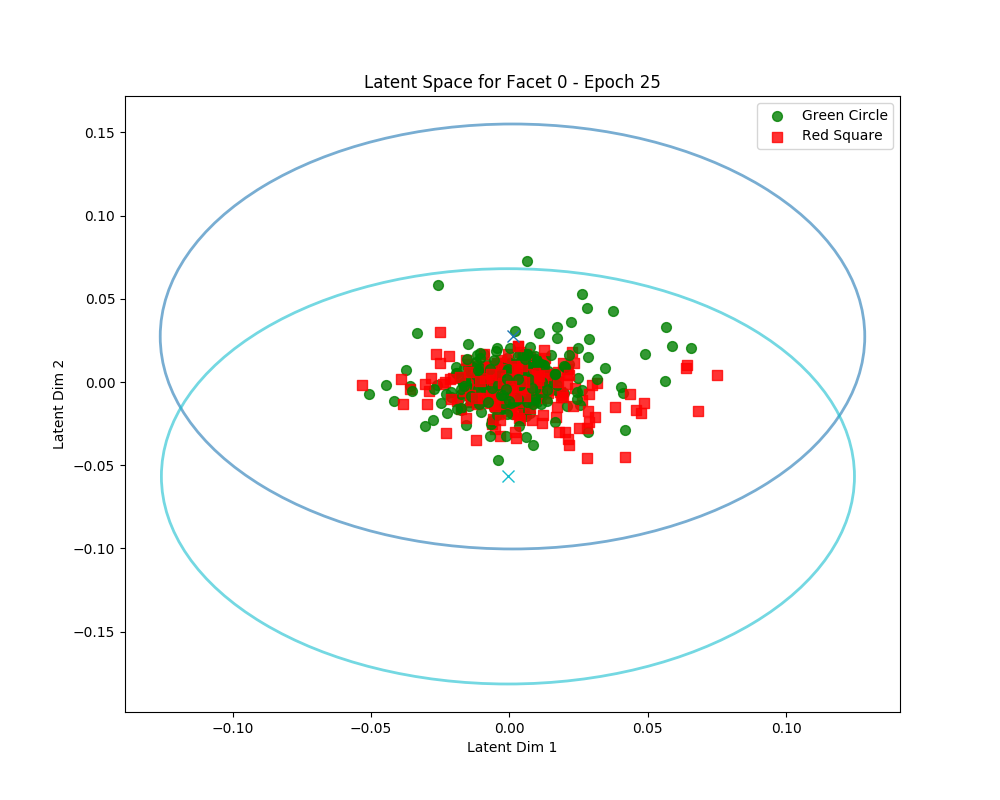 Latent Space for Facet 0 - Epoch 25
Green Circle
Red Square
0.15
0.10
0.05
0.00
−0.05
−0.10
−0.15
Latent Dim 2
−0.10
−0.05
0.00
0.05
0.10
Latent Dim 1